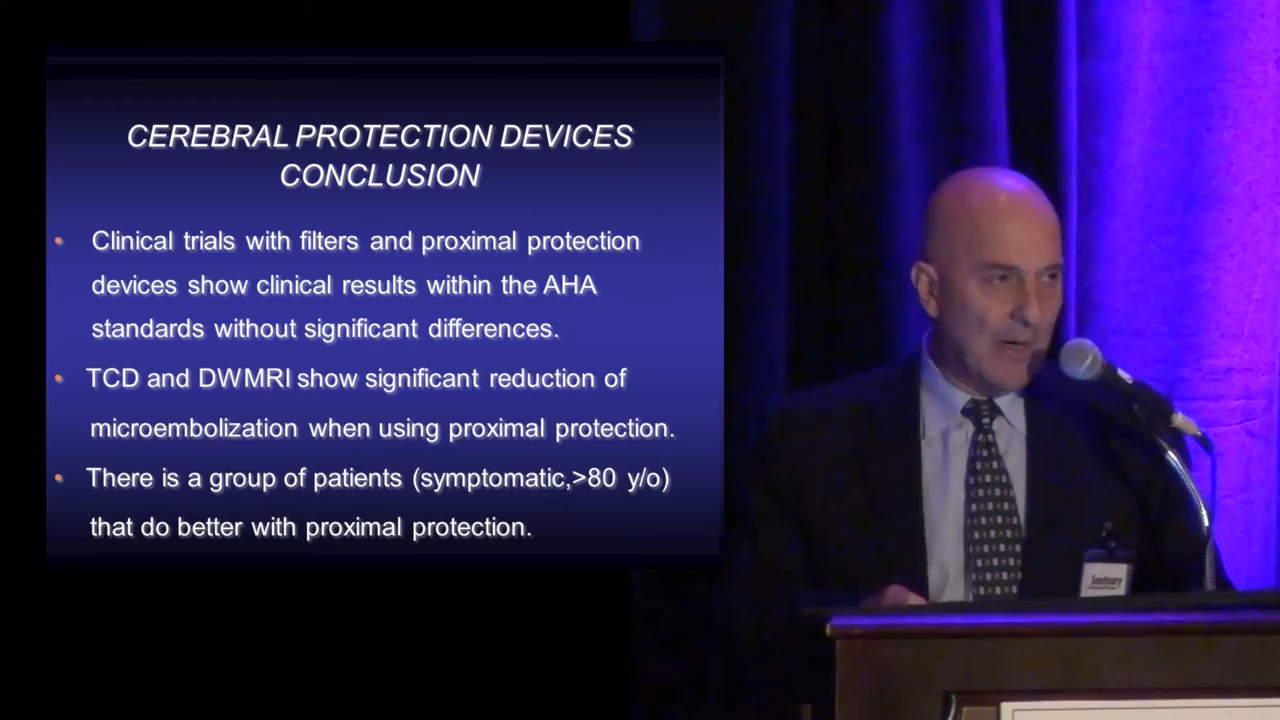 CEREBRAL PROTECTION DEVICES
CONCLUSION
• Clinical trials with filters and proximal protection
devices show clinical results within the AHA
standards without significant differences.
• TCD and DWMRI show significant reduction of
microembolization when using proximal protection.
• There is a group of patients (symptomatic,>80 y/o)
that do better with proximal protection.